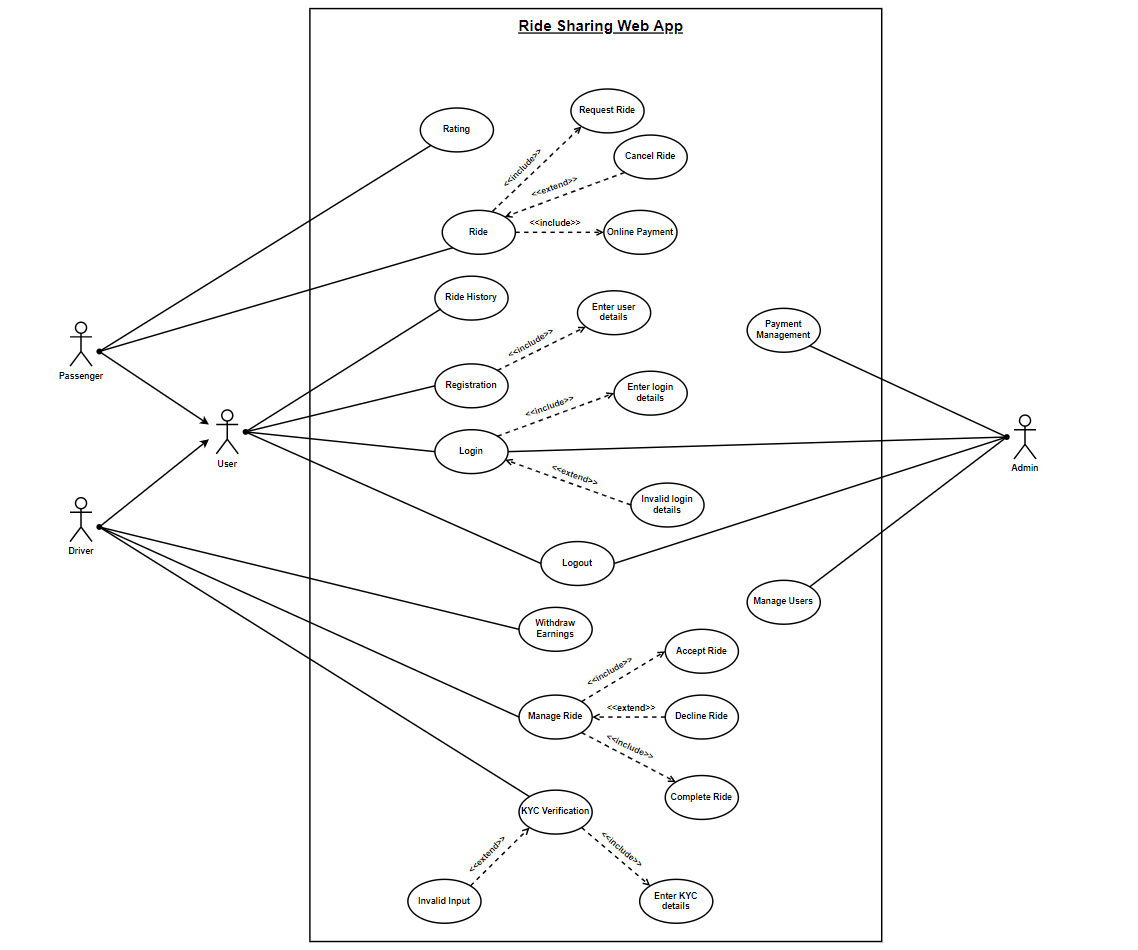 Ride Sharing Web App
Request Ride
Rating
Cancel Ride
<<include>>
<<extend>>
<<include>>
Ride
Online Payment
Ride History
Enter user
details
Payment
Management
<<include>>
Passenger
Registration
Enter login
details
<<include>>
User
Login
Admin
<<extend>>
Invalid login
details
Driver
Logout
Manage Users
Withdraw
Earnings
Accept Ride
<<include>>
<<extend>>
Manage Ride
Decline Ride
<<include>>
Complete Ride
KYC Verification
<<extend>>
<<include>>
Invalid Input
Enter KYC
details